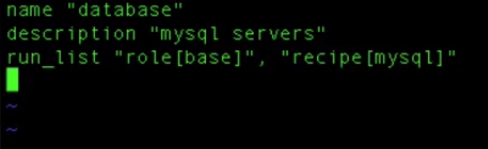 name "database"
description "mysql servers"
run_list "role[base]", "recipe[mysql]"
~
~